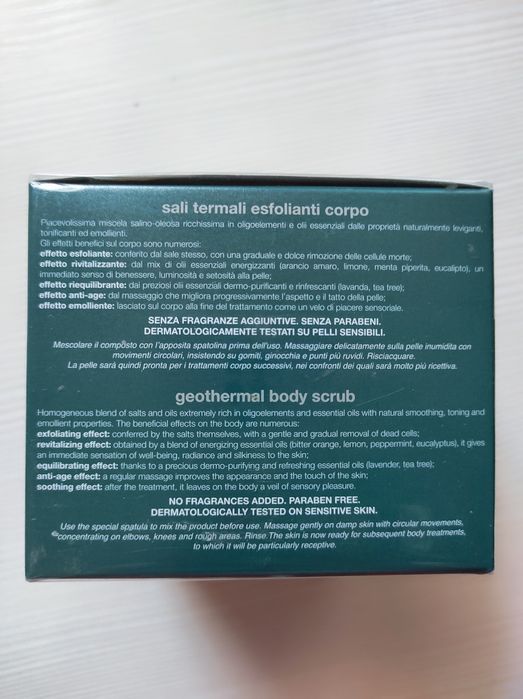 sali termali esfolianti corpo
Piacevolissima miscela salino-oleosa ricchissima in oligoelementi e olii essenziali dalle proprietà naturalmente leviganti,
tonificanti ed emollienti.
Gli effetti benefici sul corpo sono numerosi:
effetto esfoliante: conferito dal sale stesso, con una graduale e dolce rimozione delle cellule morte;
effetto rivitalizzante: dal mix di olii essenziali energizzanti (arancio amaro, limone, menta piperita, eucalipto), un
immediato senso di benessere, luminosità e setosità alla pelle;
effetto riequilibrante: dai preziosi olii essenziali dermo-purificanti e rinfrescanti (lavanda, tea tree);
effetto anti-age: dal massaggio che migliora progressivamente l'aspetto e il tatto della pelle;
effetto emolliente: lasciato sul corpo alla fine del trattamento come un velo di piacere sensoriale.
SENZA FRAGRANZE AGGIUNTIVE. SENZA PARABENI.
DERMATOLOGICAMENTE TESTATI SU PELLI SENSIBILI.
Mescolare il composto con l'apposita spatolina prima dell'uso. Massaggiare delicatamente sulla pelle inumidita con
movimenti circolari, insistendo su gomiti, ginocchia e punti più ruvidi. Risciacquare.
La pelle sarà quindi pronta per i trattamenti corpo successivi, nei confronti dei quali sarà molto più ricettiva.
geothermal body scrub
Homogeneous blend of salts and oils extremely rich in oligoelements and essential oils with natural smoothing, toning and
emollient properties. The beneficial effects on the body are numerous:
exfoliating effect: conferred by the salts themselves, with a gentle and gradual removal of dead cells;
revitalizing effect: obtained by a blend of energizing essential oils (bitter orange, lemon, peppermint, eucalyptus), it gives
an immediate sensation of well-being, radiance and silkiness to the skin;
equilibrating effect: thanks to a precious dermo-purifying and refreshing essential oils (lavender, tea tree);
anti-age effect: a regular massage improves the appearance and the touch of the skin;
soothing effect: after the treatment, it leaves on the body a veil of sensory pleasure.
NO FRAGRANCES ADDED. PARABEN FREE.
DERMATOLOGICALLY TESTED ON SENSITIVE SKIN.
Use the special spatula to mix the product before use. Massage gently on damp skin with circular movements,
concentrating on elbows, knees and rough areas. Rinse.The skin is now ready for subsequent body treatments,
to which it will be particularly receptive.